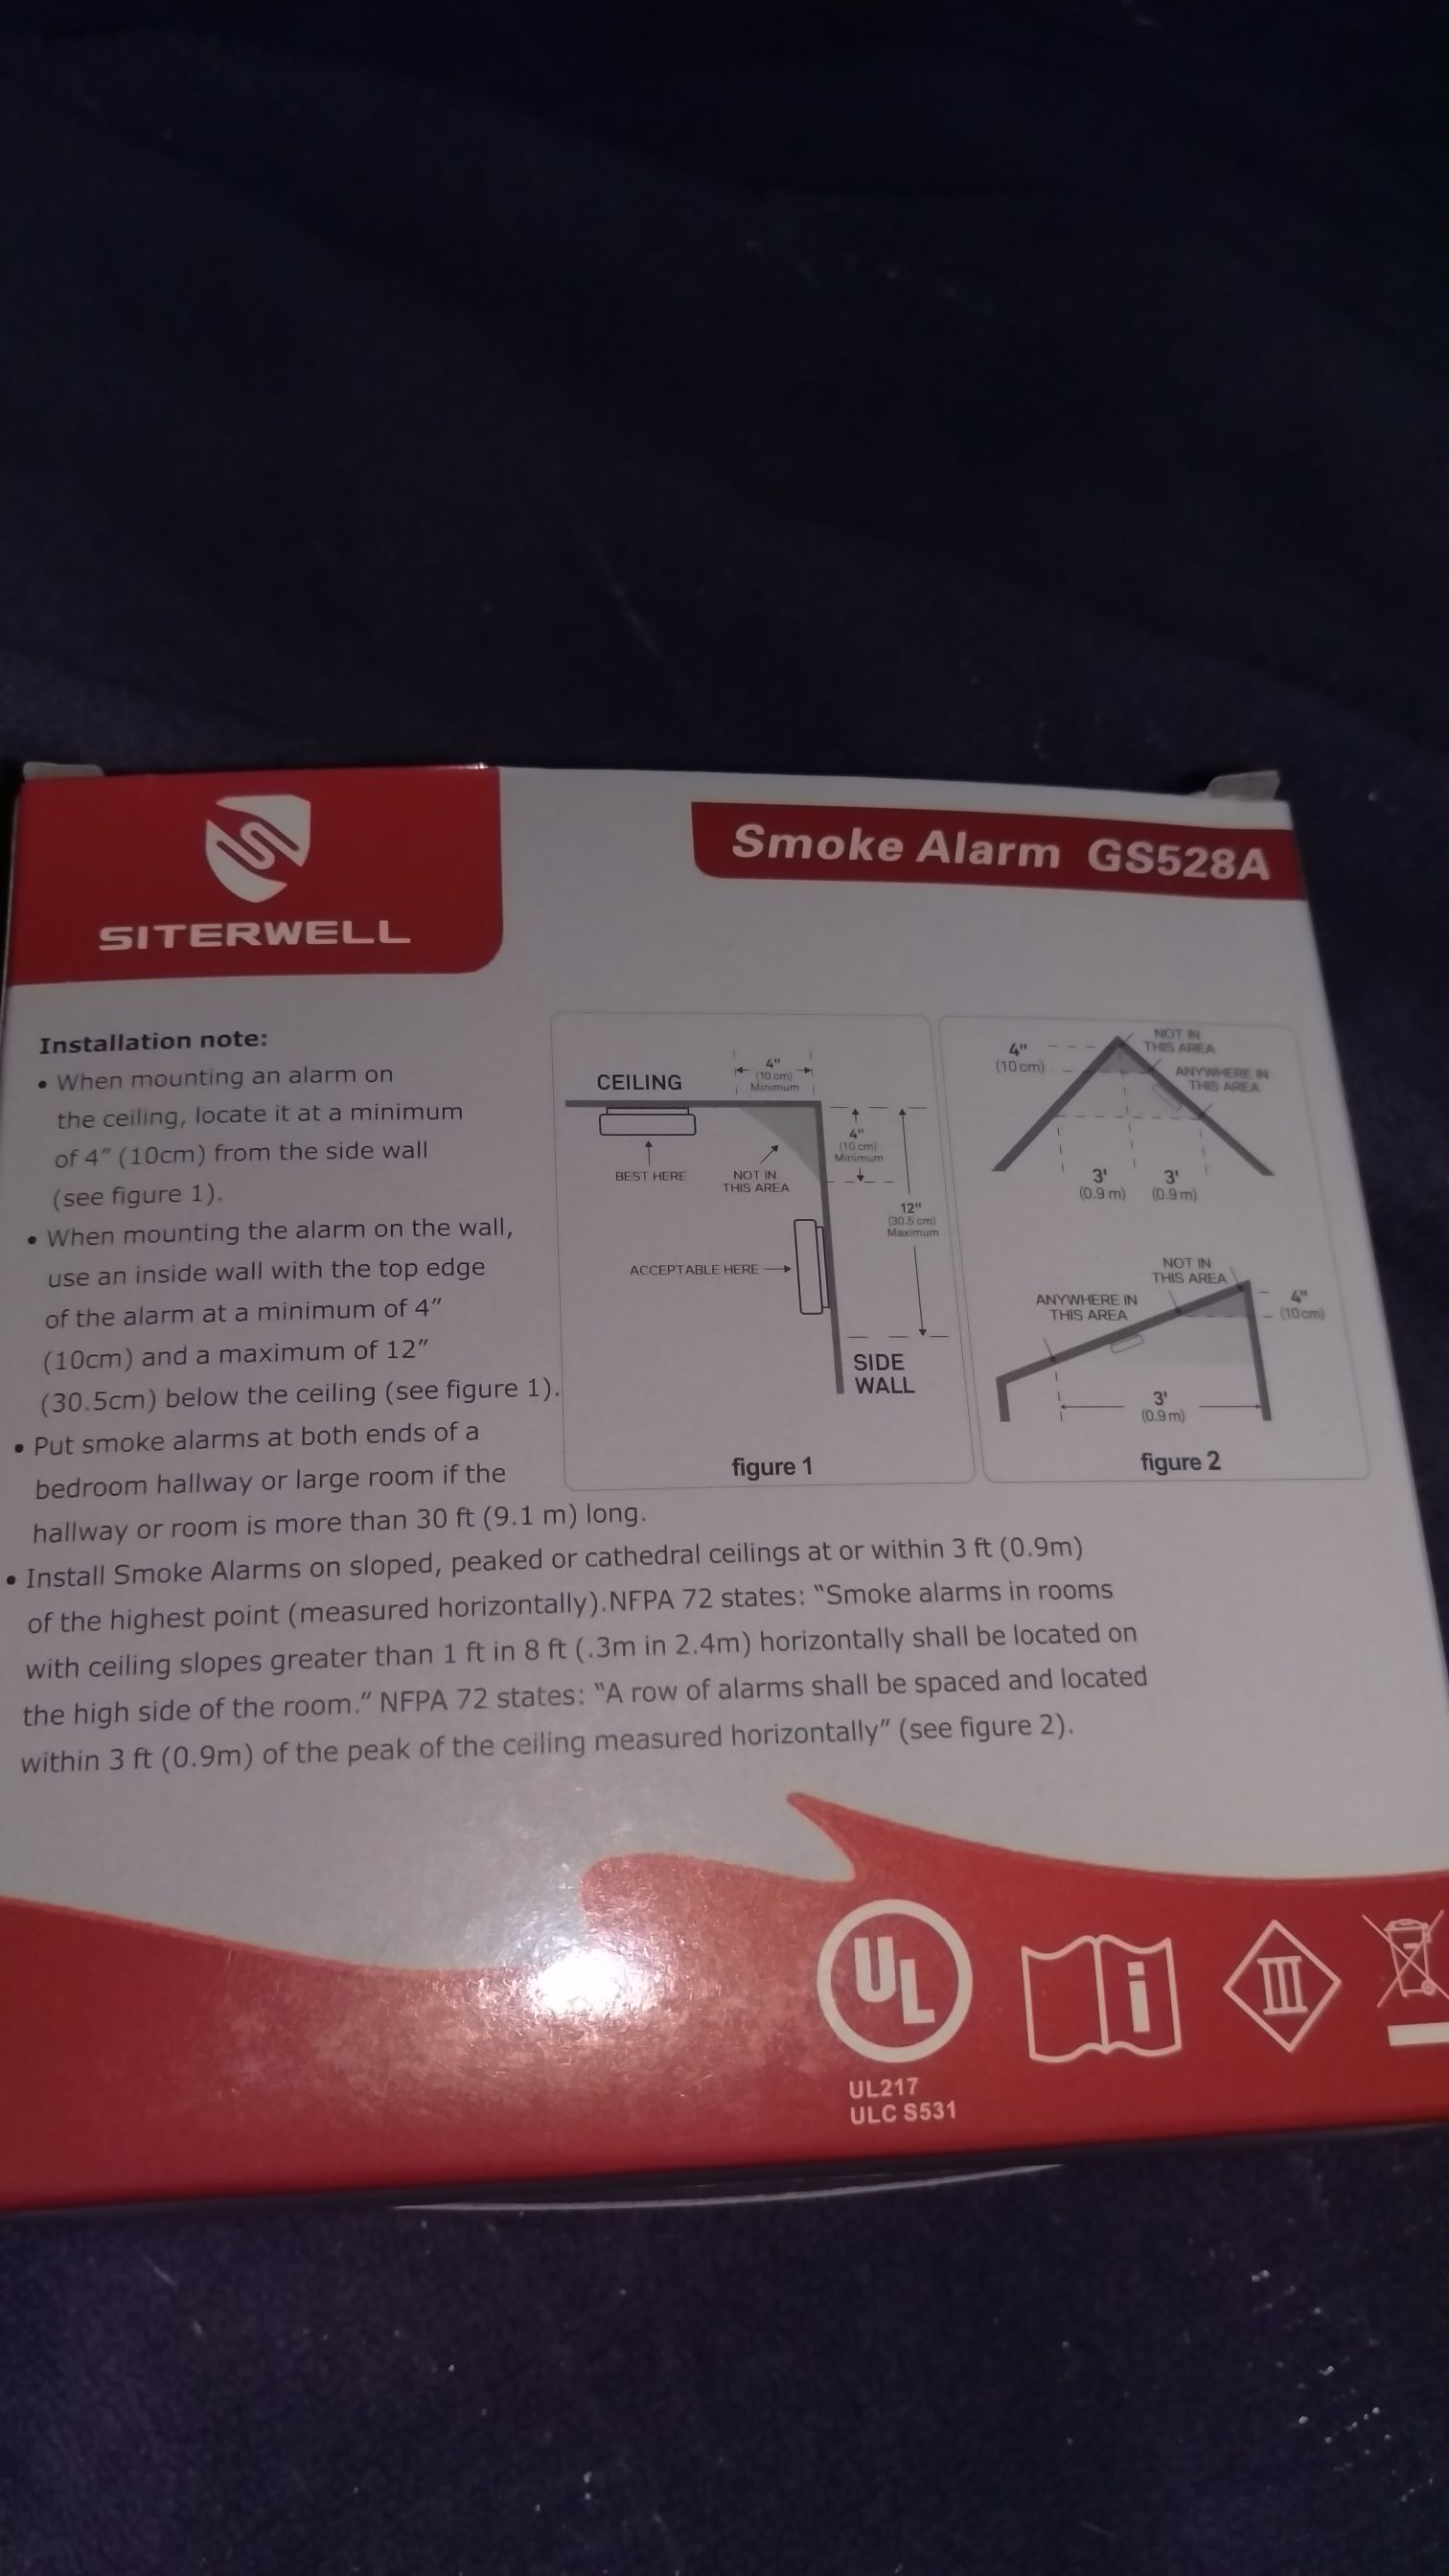 SITERWELL
Smoke Alarm GS528A
Installation note:
• When mounting an alarm on
the ceiling, locate it at a minimum
of 4” (10cm) from the side wall
(see figure 1).
• When mounting the alarm on the wall,
use an inside wall with the top edge
of the alarm at a minimum of 4”
(10cm) and a maximum of 12”
(30.5cm) below the ceiling (see figure 1).
• Put smoke alarms at both ends of a
bedroom hallway or large room if the
hallway or room is more than 30 ft (9.1 m) long.
• Install Smoke Alarms on sloped, peaked or cathedral ceilings at or within 3 ft (0.9m)
of the highest point (measured horizontally).NFPA 72 states: “Smoke alarms in rooms
with ceiling slopes greater than 1 ft in 8 ft (.3m in 2.4m) horizontally shall be located on
the high side of the room.” NFPA 72 states: “A row of alarms shall be spaced and located
within 3 ft (0.9m) of the peak of the ceiling measured horizontally” (see figure 2).
CEILING
4"
(10 cm)
Minimum
BEST HERE
NOT IN
THIS AREA
4"
(10 cm)
Minimum
12"
(30.5 cm)
Maximum
ACCEPTABLE HERE
SIDE
WALL
figure 1
4"
(10cm)
NOT IN
THIS AREA
ANYWHERE IN
THIS AREA
3'
(0.9 m)
3'
(0.9 m)
NOT IN
THIS AREA
ANYWHERE IN
THIS AREA
4"
(10cm)
3'
(0.9 m)
figure 2
UL
UL217
ULC S531
i
III